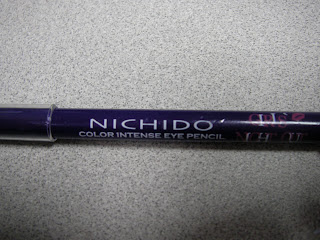 NICHIDO
COLOR INTENSE EYE PENCIL